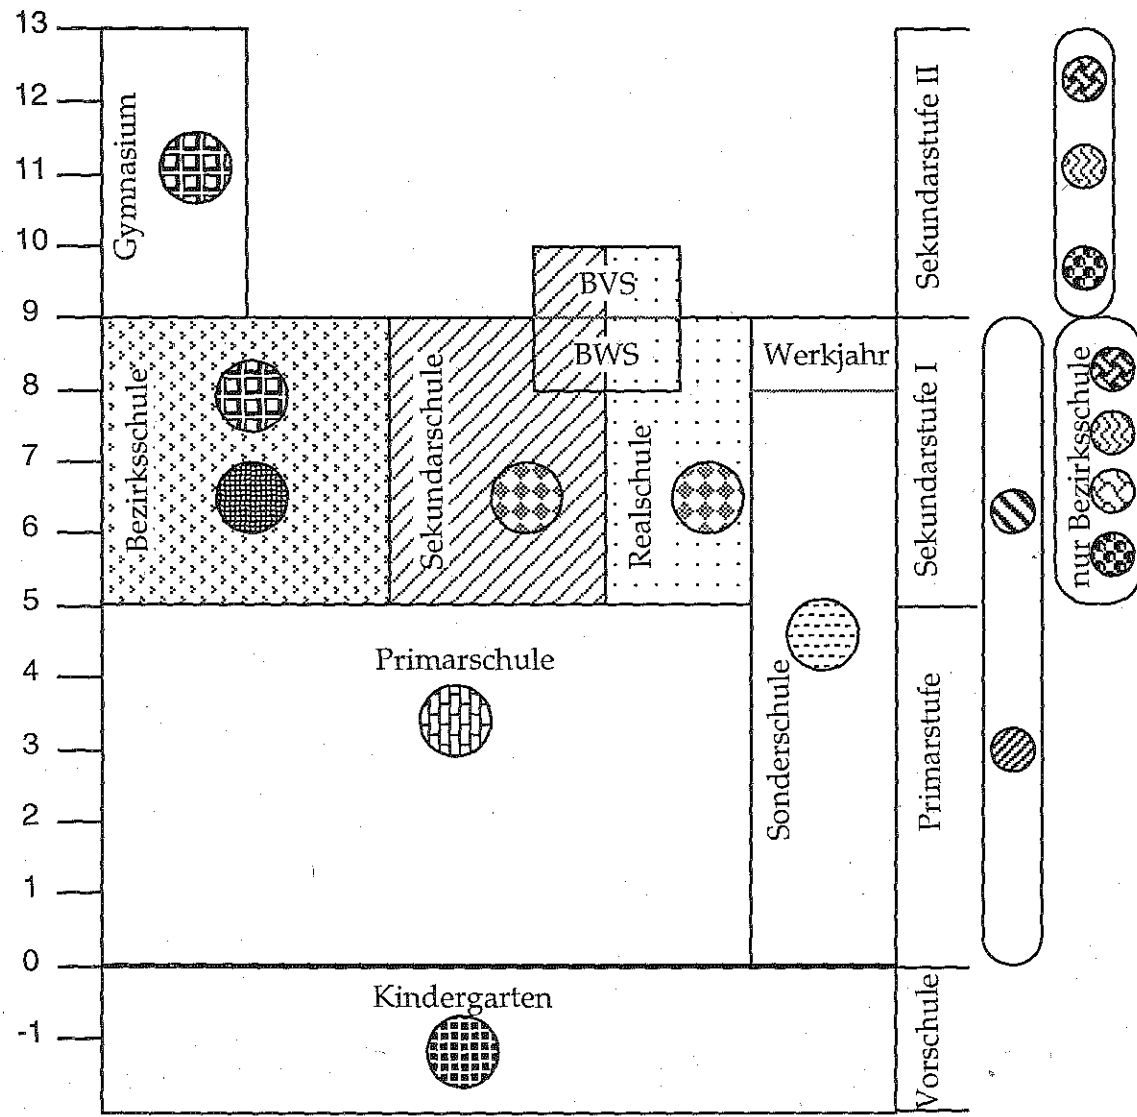 13
12
11
10
9
8
7
6
5
4
3
2
1
0
-1
Gymnasium
Sekundarstufe II
BVS
BWS
Werkjahr
Bezirksschule
Sekundarschule
Realschule
Sekundarstufe I
nur Bezirksschule
Primarschule
Sonderschule
Primarstufe
Kindergarten
Vorschule